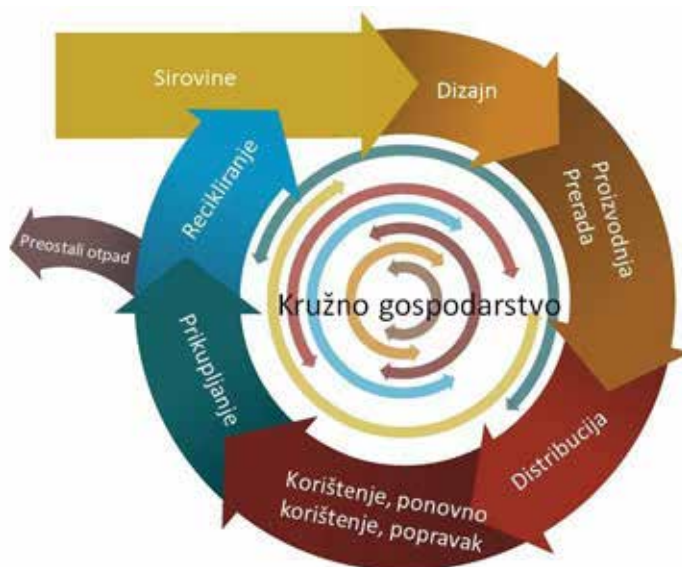 Sirovine
Dizajn
Proizvodnja
Prerada
Distribucija
Korištenje, ponovno
korištenje, popravak
Prikupljanje
Recikliranje
Preostali otpad
Kružno gospodarstvo